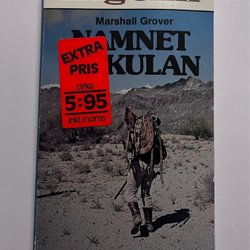 Marshall Grover
NAMNET
KULAN
EXTRA
PRIS
cirka
5:95
inkl.moms